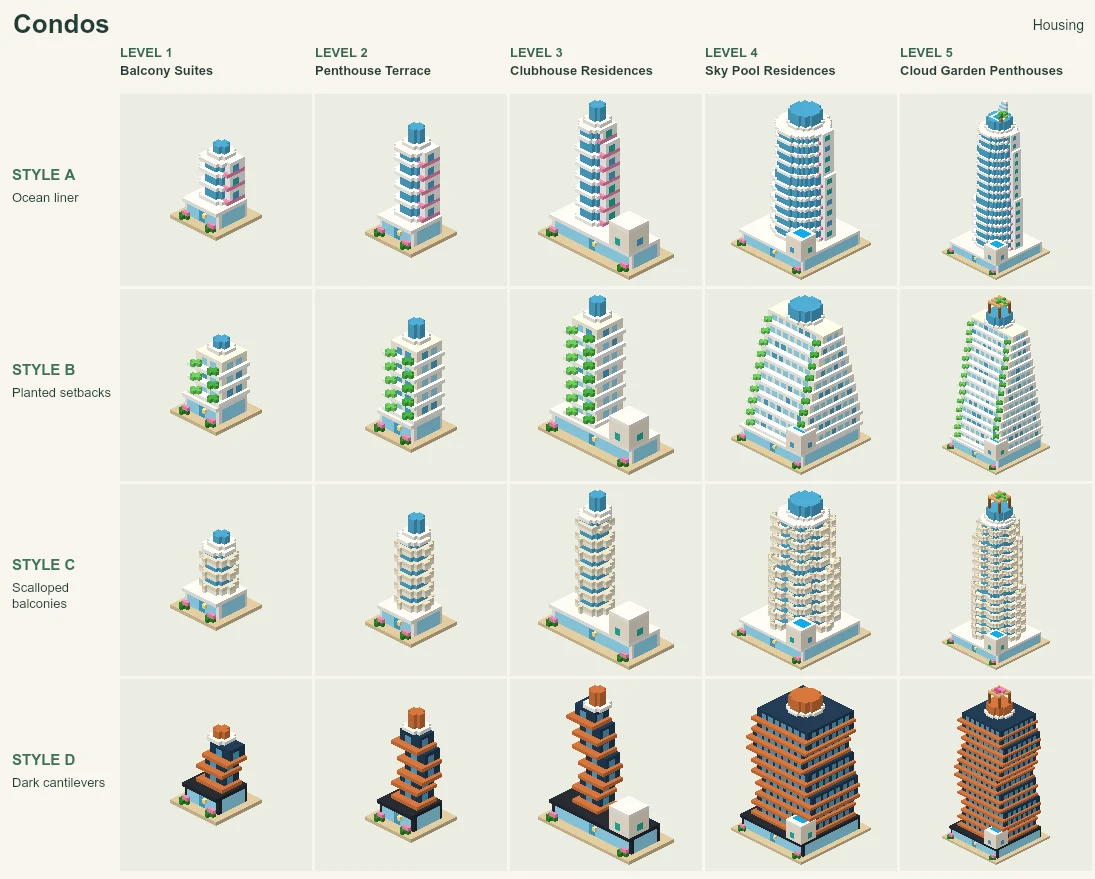 Condos
Housing
LEVEL 1
Balcony Suites
LEVEL 2
Penthouse Terrace
LEVEL 3
Clubhouse Residences
LEVEL 4
Sky Pool Residences
LEVEL 5
Cloud Garden Penthouses
STYLE A
Ocean liner
STYLE B
Planted setbacks
STYLE C
Scalloped
balconies
STYLE D
Dark cantilevers